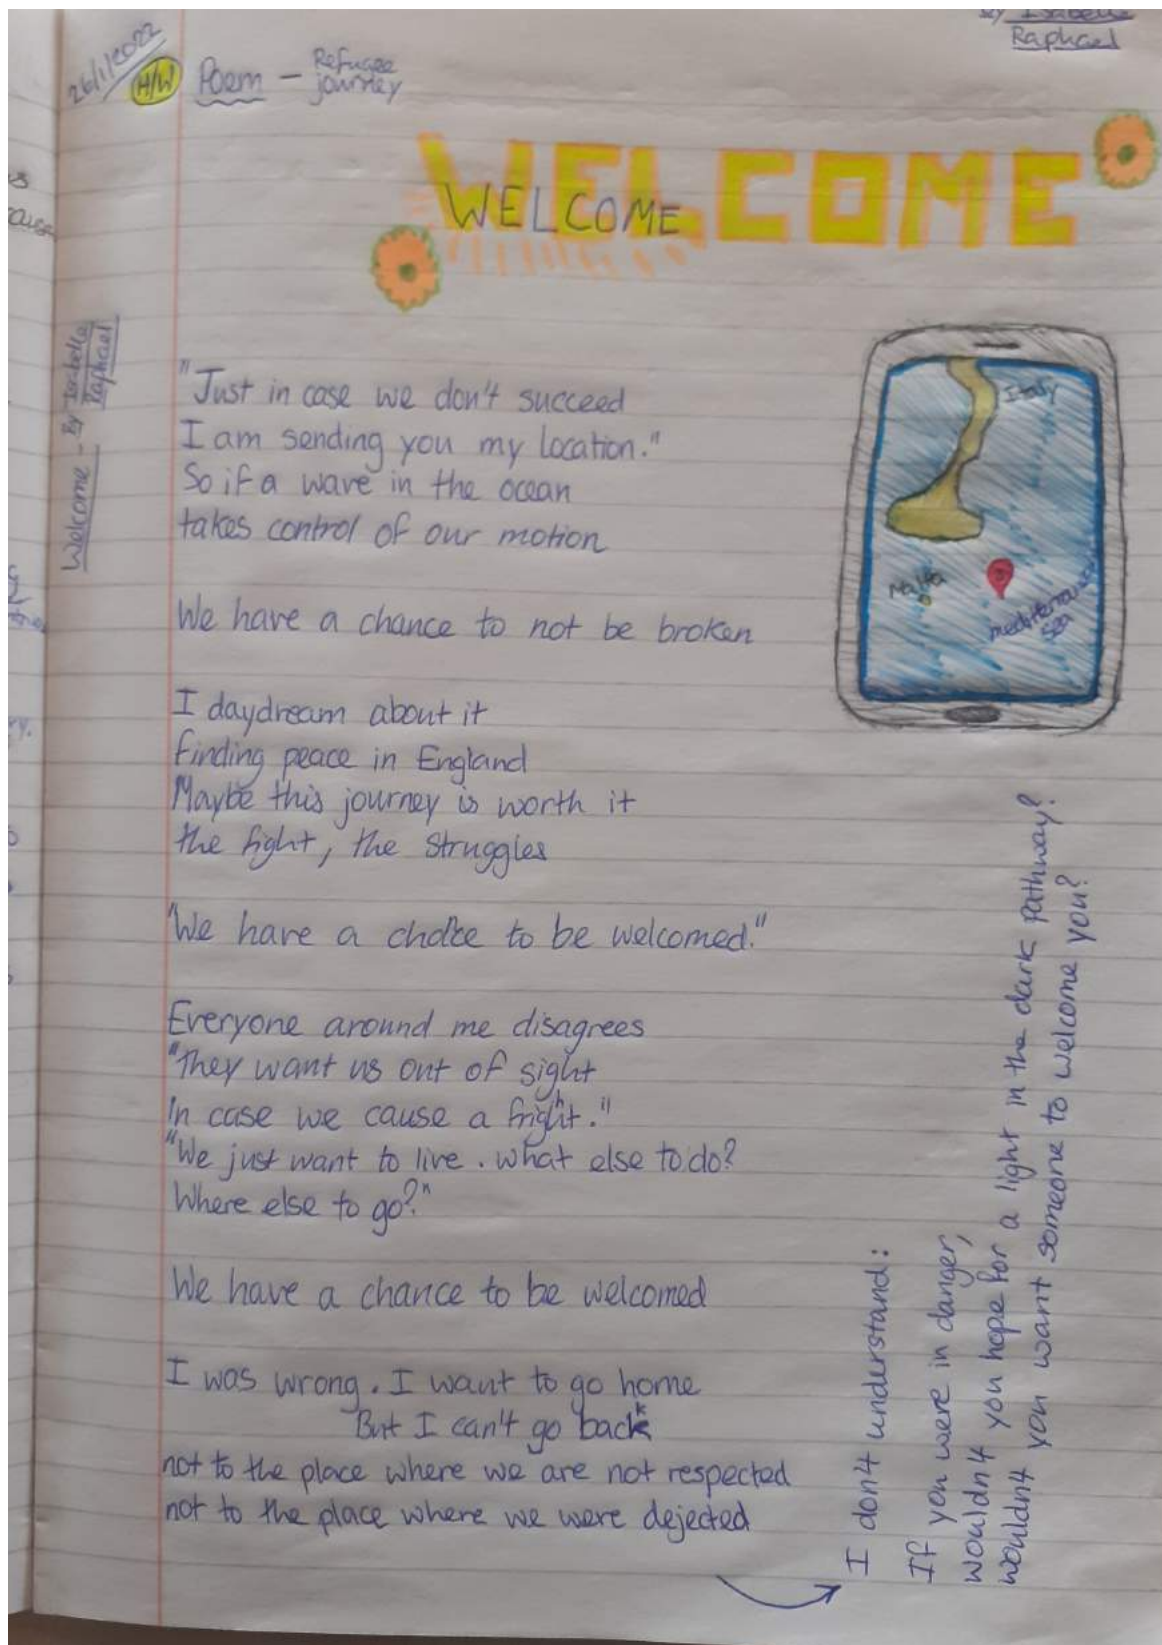 By Isabelle
Raphael
26/1/2022
H/W Poem - Refugee
journey
WELCOME
WELCOME
Welcome - By Isabelle
Raphael
"Just in case we don't succeed
I am sending you my location."
So if a wave in the ocean
takes control of our motion
We have a chance to not be broken
I daydream about it
finding peace in England
Maybe this journey is worth it
the fight, the struggles
"We have a choice to be welcomed."
Everyone around me disagrees
"They want us out of sight
In case we cause a fright."
"We just want to live. what else to do?
Where else to go?"
We have a chance to be welcomed
I was wrong. I want to go home
But I can't go back
not to the place where we are not respected
not to the place where we were dejected
I don't understand:
If you were in danger,
wouldn't you hope for a light in the dark pathway?
wouldn't you want someone to welcome you?
Italy
Malta
mediterranean
sea